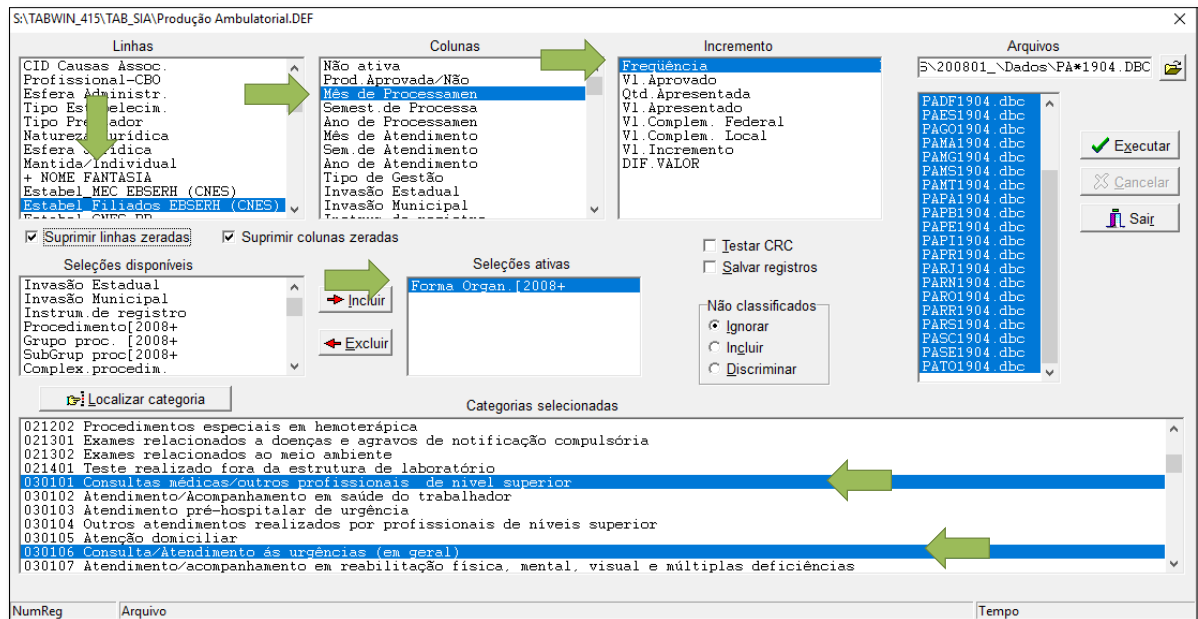 S:\TABWIN_415\TAB_SIA\Produção Ambulatorial.DEF
Linhas
CID Causas Assoc.
Profissional-CBO
Esfera Administr.
Tipo Estabelecim.
Tipo Prestador
Natureza Jurídica
Esfera Jurídica
Mantida/Individual
+ NOME FANTASIA
Estabel_MEC EBSERH (CNES)
Estabel_Filiados EBSERH (CNES)
Estabel CNES BR
Colunas
Não ativa
Prod.Aprovada/Não
Mês de Processamen
Semest.de Processa
Ano de Processamen
Mês de Atendimento
Sem.de Atendimento
Ano de Atendimento
Tipo de Gestão
Invasão Estadual
Invasão Municipal
Instrum.de registro
Incremento
Freqüência
Vl.Aprovado
Qtd.Apresentada
Vl.Apresentado
Vl.Complem. Federal
Vl.Complem. Local
Vl.Incremento
DIF.VALOR
Arquivos
\200801_\Dados\PA*1904.DBC
PADF1904.dbc
PAES1904.dbc
PAGO1904.dbc
PAMA1904.dbc
PAMG1904.dbc
PAMS1904.dbc
PAMT1904.dbc
PAPA1904.dbc
PAPB1904.dbc
PAPE1904.dbc
PAPI1904.dbc
PAPR1904.dbc
PARJ1904.dbc
PARN1904.dbc
PARO1904.dbc
PARR1904.dbc
PARS1904.dbc
PASC1904.dbc
PASE1904.dbc
PATO1904.dbc
Executar
Cancelar
Sair
Suprimir linhas zeradas
Suprimir colunas zeradas
Testar CRC
Salvar registros
Seleções disponíveis
Invasão Estadual
Invasão Municipal
Instrum.de registro
Procedimento[2008+
Grupo proc. [2008+
SubGrup proc[2008+
Complex.procedim.
Incluir
Excluir
Seleções ativas
Forma Organ.[2008+
Não classificados
Ignorar
Incluir
Discriminar
Localizar categoria
Categorias selecionadas
021202 Procedimentos especiais em hemoterápica
021301 Exames relacionados a doenças e agravos de notificação compulsória
021302 Exames relacionados ao meio ambiente
021401 Teste realizado fora da estrutura de laboratório
030101 Consultas médicas/outros profissionais de nivel superior
030102 Atendimento/Acompanhamento em saúde do trabalhador
030103 Atendimento pré-hospitalar de urgência
030104 Outros atendimentos realizados por profissionais de níveis superior
030105 Atenção domiciliar
030106 Consulta/Atendimento ás urgências (em geral)
030107 Atendimento/acompanhamento em reabilitação física, mental, visual e múltiplas deficiências
NumReg
Arquivo
Tempo